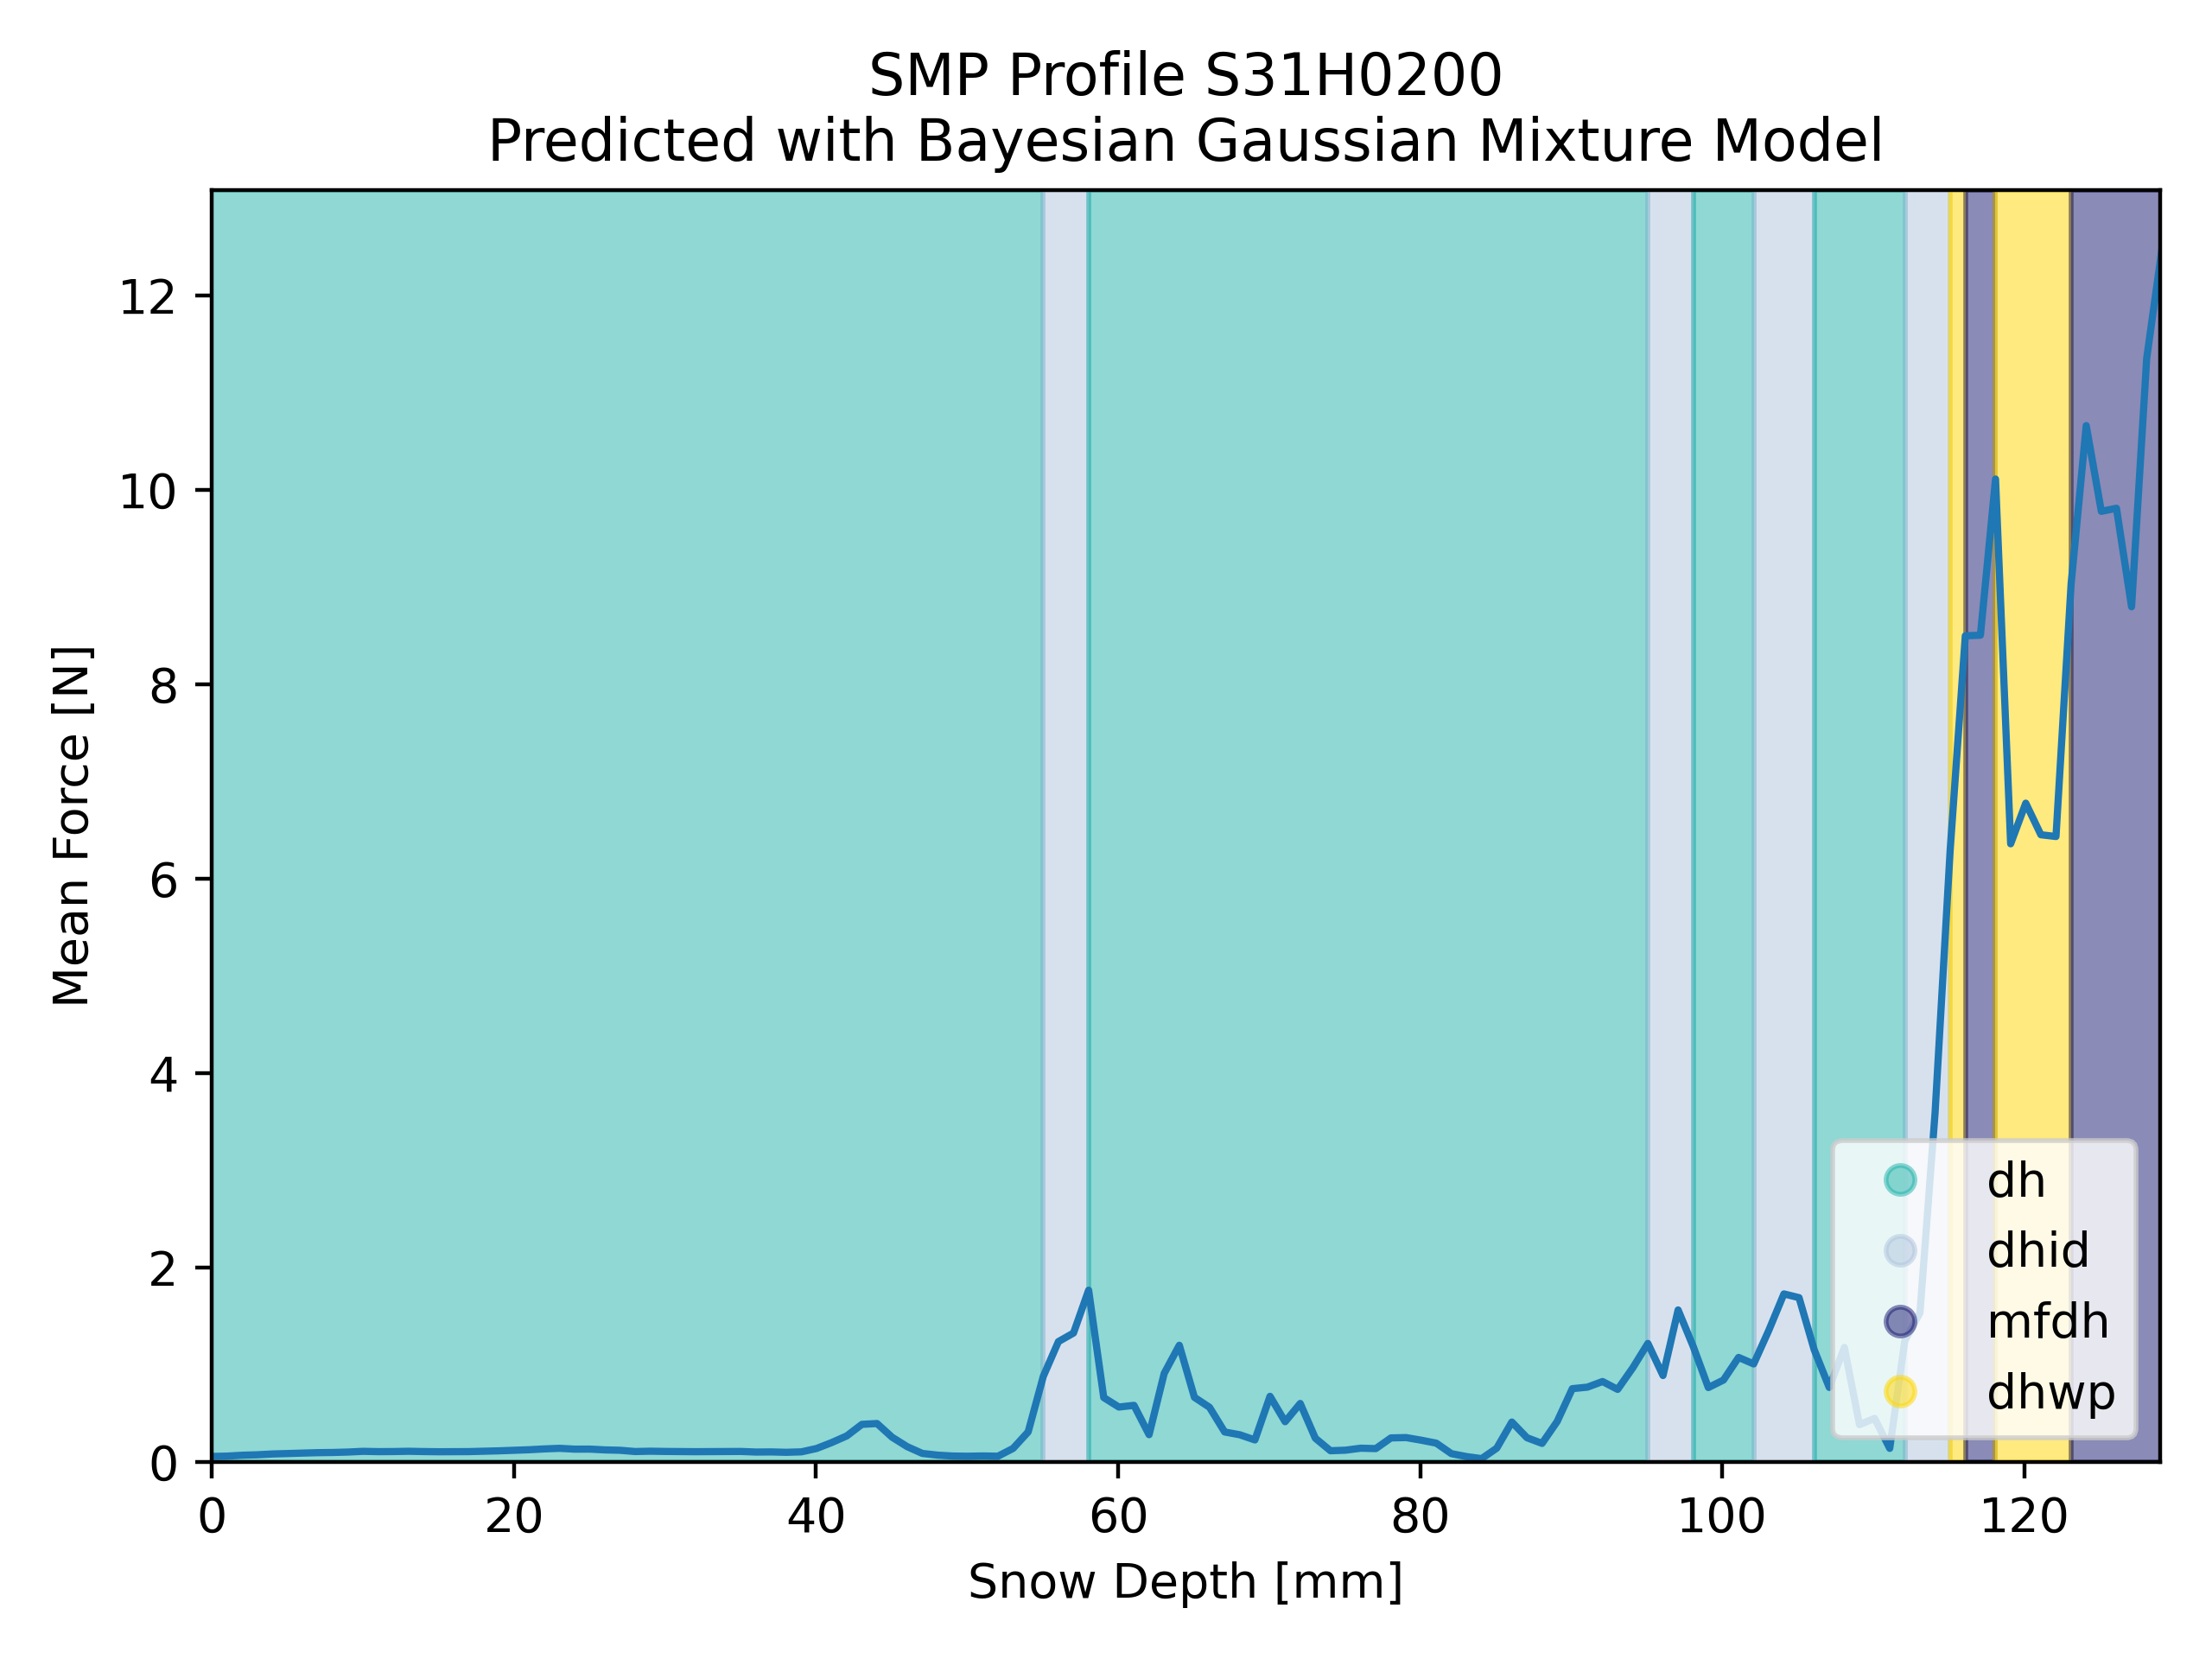 SMP Profile S31H0200
Predicted with Bayesian Gaussian Mixture Model
Mean Force [N]
12
10
8
6
4
2
0
dh
dhid
mfdh
dhwp
0 20 40 60 80 100 120
Snow Depth [mm]